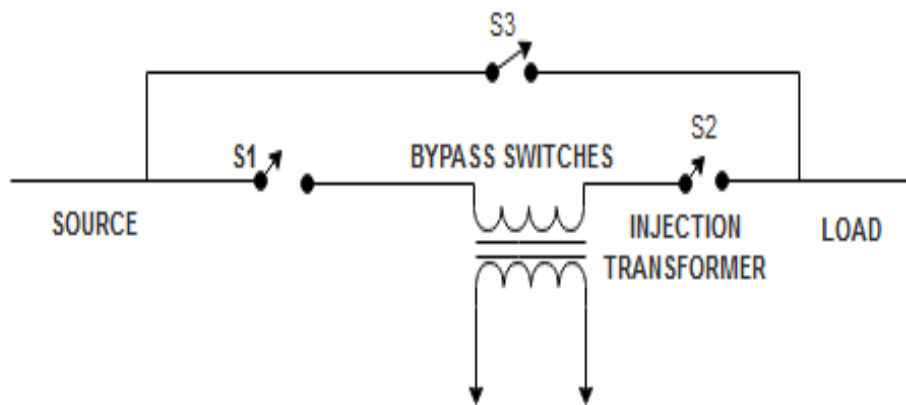 S3
S1
BYPASS SWITCHES
S2
SOURCE
INJECTION
TRANSFORMER
LOAD